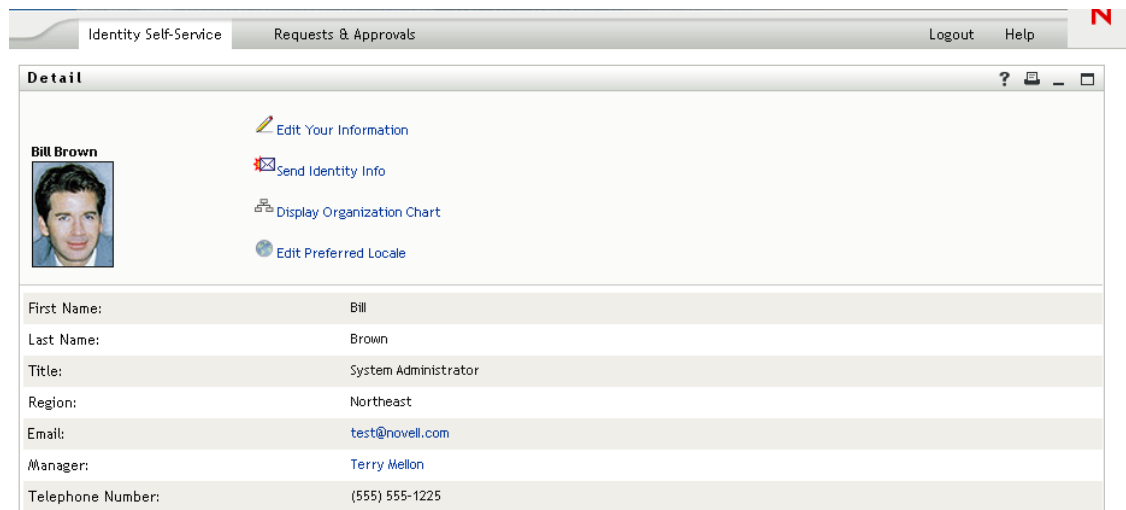 Identity Self-Service Requests & Approvals Logout Help N
Detail ?
Edit Your Information
Bill Brown
Send Identity Info
Display Organization Chart
Edit Preferred Locale
First Name: Bill
Last Name: Brown
Title: System Administrator
Region: Northeast
Email: test@novell.com
Manager: Terry Mellon
Telephone Number: (555) 555-1225